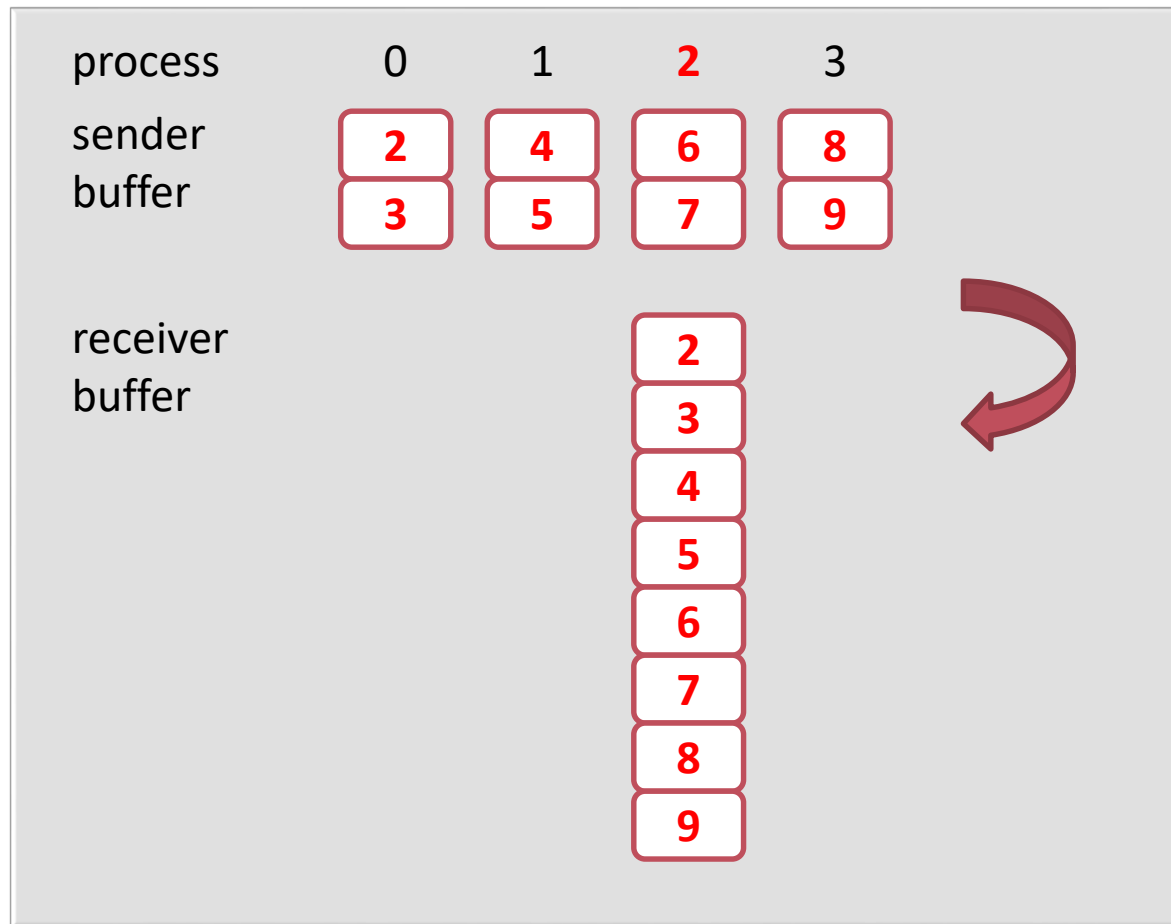 process 0 1 2 3
sender 2 4 6 8
buffer 3 5 7 9
receiver 2
buffer 3
4
5
6
7
8
9